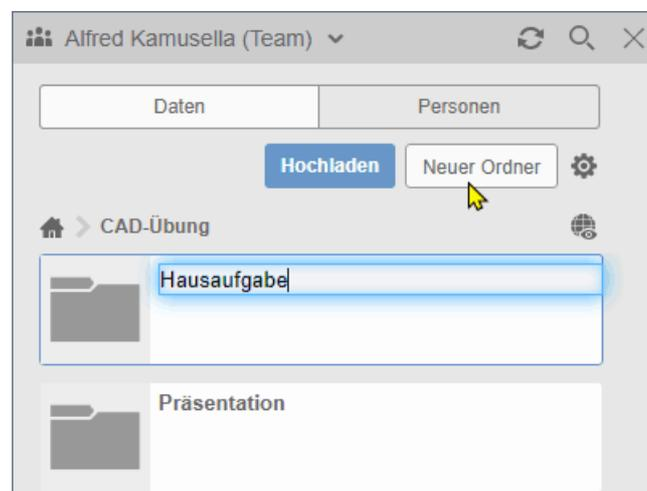 Alfred Kamusella (Team)
Daten Personen
Hochladen Neuer Ordner
CAD-Übung
Hausaufgabe
Präsentation